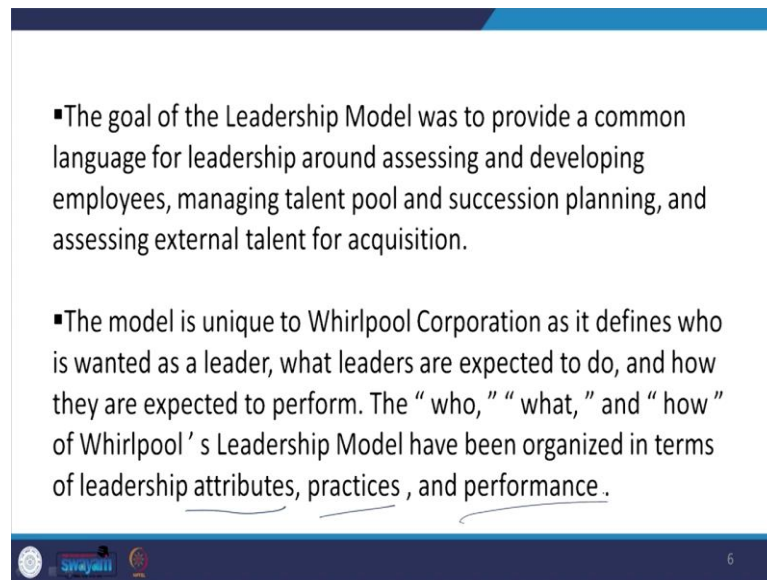 ▪The goal of the Leadership Model was to provide a common
language for leadership around assessing and developing
employees, managing talent pool and succession planning, and
assessing external talent for acquisition.
▪The model is unique to Whirlpool Corporation as it defines who
is wanted as a leader, what leaders are expected to do, and how
they are expected to perform. The “ who, ” “ what, ” and “ how ”
of Whirlpool ’ s Leadership Model have been organized in terms
of leadership attributes, practices , and performance .
swayam
6